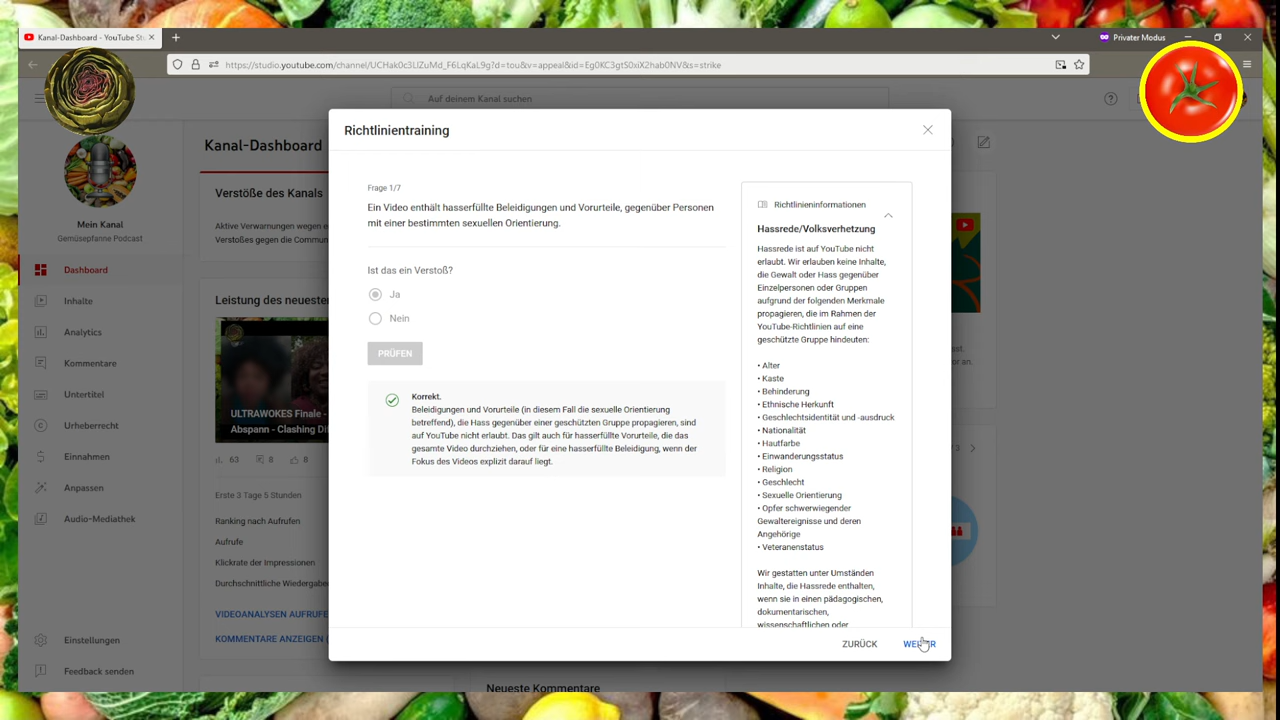 Kanal-Dashboard - YouTube St
Privater Modus
https://studio.youtube.com/channel/UCHak0c3LIZuMd_F6LqKaL9g?d=tou&v=appeal&id=Eg0KC3gtS0xiX2hab0NV&s=strike
Auf deinem Kanal suchen
Mein Kanal
Gemüsepfanne Podcast
Dashboard
Inhalte
Analytics
Kommentare
Untertitel
Urheberrecht
Einnahmen
Anpassen
Audio-Mediathek
Einstellungen
Feedback senden
Kanal-Dashboard
Verstöße des Kanals
Aktive Verwarnungen wegen e
Verstoßes gegen die Commun
Leistung des neuesten
ULTRAWOKES Finale -
Abspann - Clashing Dif
63 8 8
Erste 3 Tage 5 Stunden
Ranking nach Aufrufen
Aufrufe
Klickrate der Impressionen
Durchschnittliche Wiedergabe
VIDEOANALYSEN AUFRUFE
KOMMENTARE ANZEIGEN (
Neueste Kommentare
Richtlinientraining
Frage 1/7
Ein Video enthält hasserfüllte Beleidigungen und Vorurteile, gegenüber Personen
mit einer bestimmten sexuellen Orientierung.
Ist das ein Verstoß?
Ja
Nein
PRÜFEN
Korrekt.
Beleidigungen und Vorurteile (in diesem Fall die sexuelle Orientierung
betreffend), die Hass gegenüber einer geschützten Gruppe propagieren, sind
auf YouTube nicht erlaubt. Das gilt auch für hasserfüllte Vorurteile, die das
gesamte Video durchziehen, oder für eine hasserfüllte Beleidigung, wenn der
Fokus des Videos explizit darauf liegt.
Richtlinieninformationen
Hassrede/Volksverhetzung
Hassrede ist auf YouTube nicht
erlaubt. Wir erlauben keine Inhalte,
die Gewalt oder Hass gegenüber
Einzelpersonen oder Gruppen
aufgrund der folgenden Merkmale
propagieren, die im Rahmen der
YouTube-Richtlinien auf eine
geschützte Gruppe hindeuten:
• Alter
• Kaste
• Behinderung
• Ethnische Herkunft
• Geschlechtsidentität und -ausdruck
• Nationalität
• Hautfarbe
• Einwanderungsstatus
• Religion
• Geschlecht
• Sexuelle Orientierung
• Opfer schwerwiegender
Gewaltereignisse und deren
Angehörige
• Veteranenstatus
Wir gestatten unter Umständen
Inhalte, die Hassrede enthalten,
wenn sie in einen pädagogischen,
dokumentarischen,
wissenschaftlichen oder
ZURÜCK
WEITER